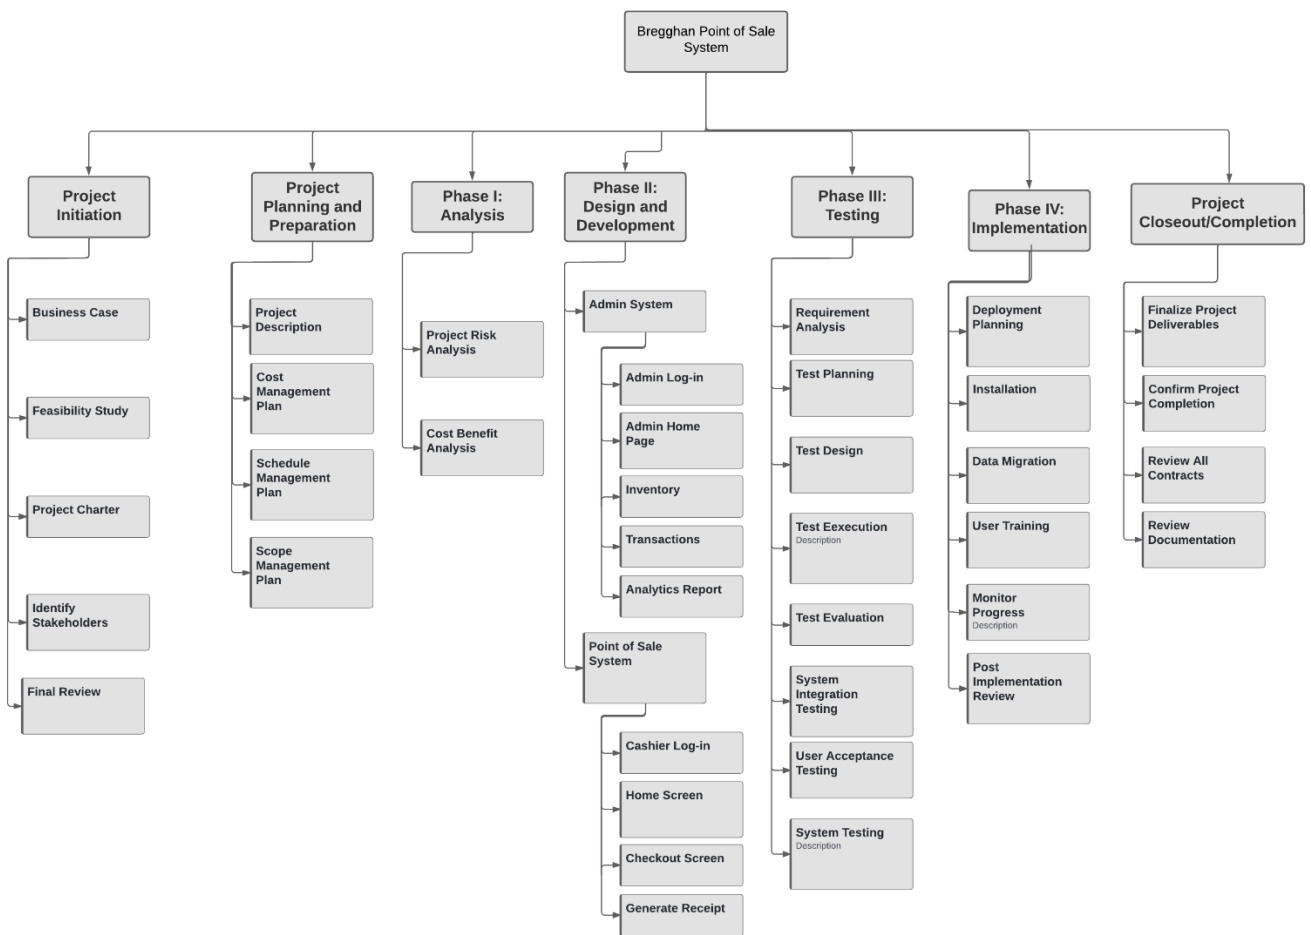 Bregghan Point of Sale
System
Project
Initiation
Business Case
Feasibility Study
Project Charter
Identify
Stakeholders
Final Review
Project
Planning and
Preparation
Project
Description
Cost
Management
Plan
Schedule
Management
Plan
Scope
Management
Plan
Phase I:
Analysis
Project Risk
Analysis
Cost Benefit
Analysis
Phase II:
Design and
Development
Admin System
Admin Log-in
Admin Home
Page
Inventory
Transactions
Analytics Report
Point of Sale
System
Cashier Log-in
Home Screen
Checkout Screen
Generate Receipt
Phase III:
Testing
Requirement
Analysis
Test Planning
Test Design
Test Eexecution
Description
Test Evaluation
System
Integration
Testing
User Acceptance
Testing
System Testing
Description
Phase IV:
Implementation
Deployment
Planning
Installation
Data Migration
User Training
Monitor
Progress
Description
Post
Implementation
Review
Project
Closeout/Completion
Finalize Project
Deliverables
Confirm Project
Completion
Review All
Contracts
Review
Documentation